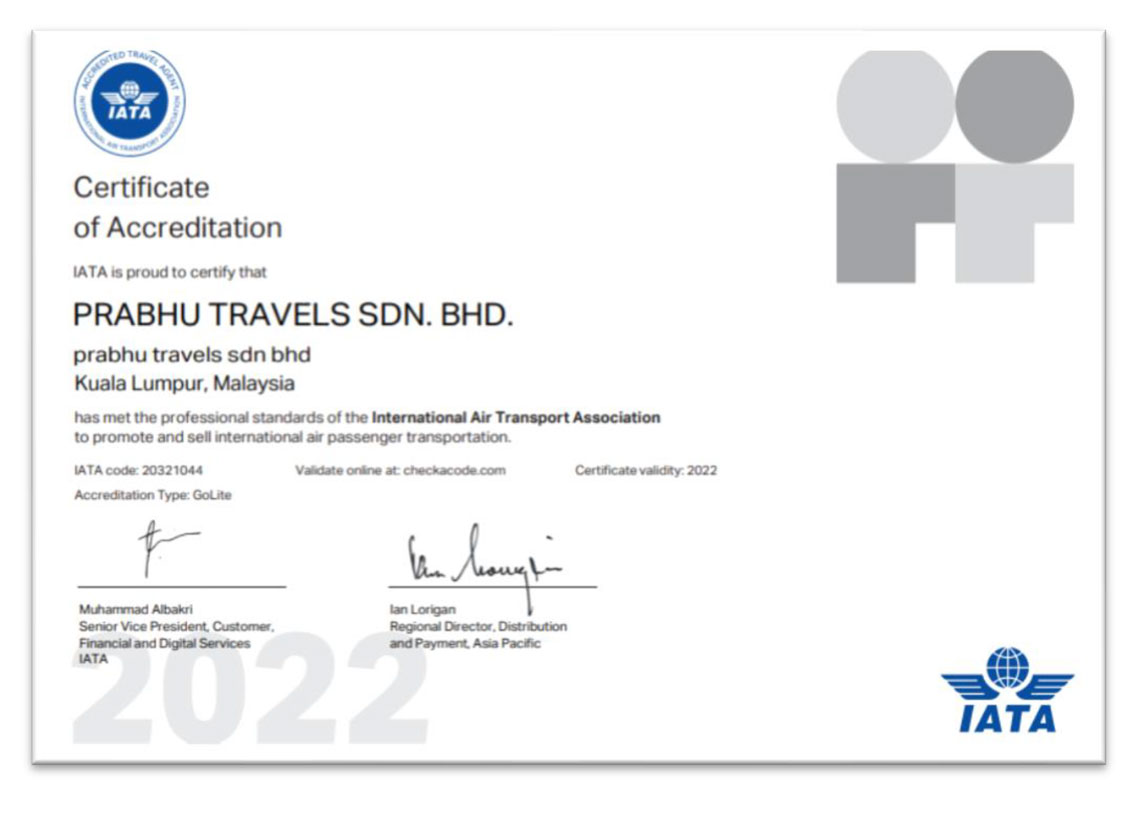 ACCREDITED TRAVEL AGENT
INTERNATIONAL AIR TRANSPORT ASSOCIATION
IATA
Certificate
of Accreditation
IATA is proud to certify that
PRABHU TRAVELS SDN. BHD.
prabhu travels sdn bhd
Kuala Lumpur, Malaysia
has met the professional standards of the International Air Transport Association
to promote and sell international air passenger transportation.
IATA code: 20321044 Validate online at: checkacode.com Certificate validity: 2022
Accreditation Type: GoLite
Muhammad Albakri
Senior Vice President, Customer,
Financial and Digital Services
IATA
Ian Lorigan
Regional Director, Distribution
and Payment, Asia Pacific
2022
IATA